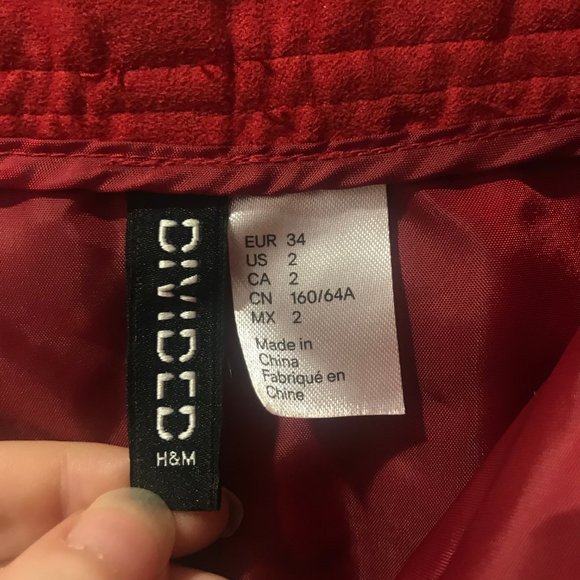 DIVIDED
H&M
EUR 34
US 2
CA 2
CN 160/64A
MX 2
Made in
China
Fabriqué en
Chine